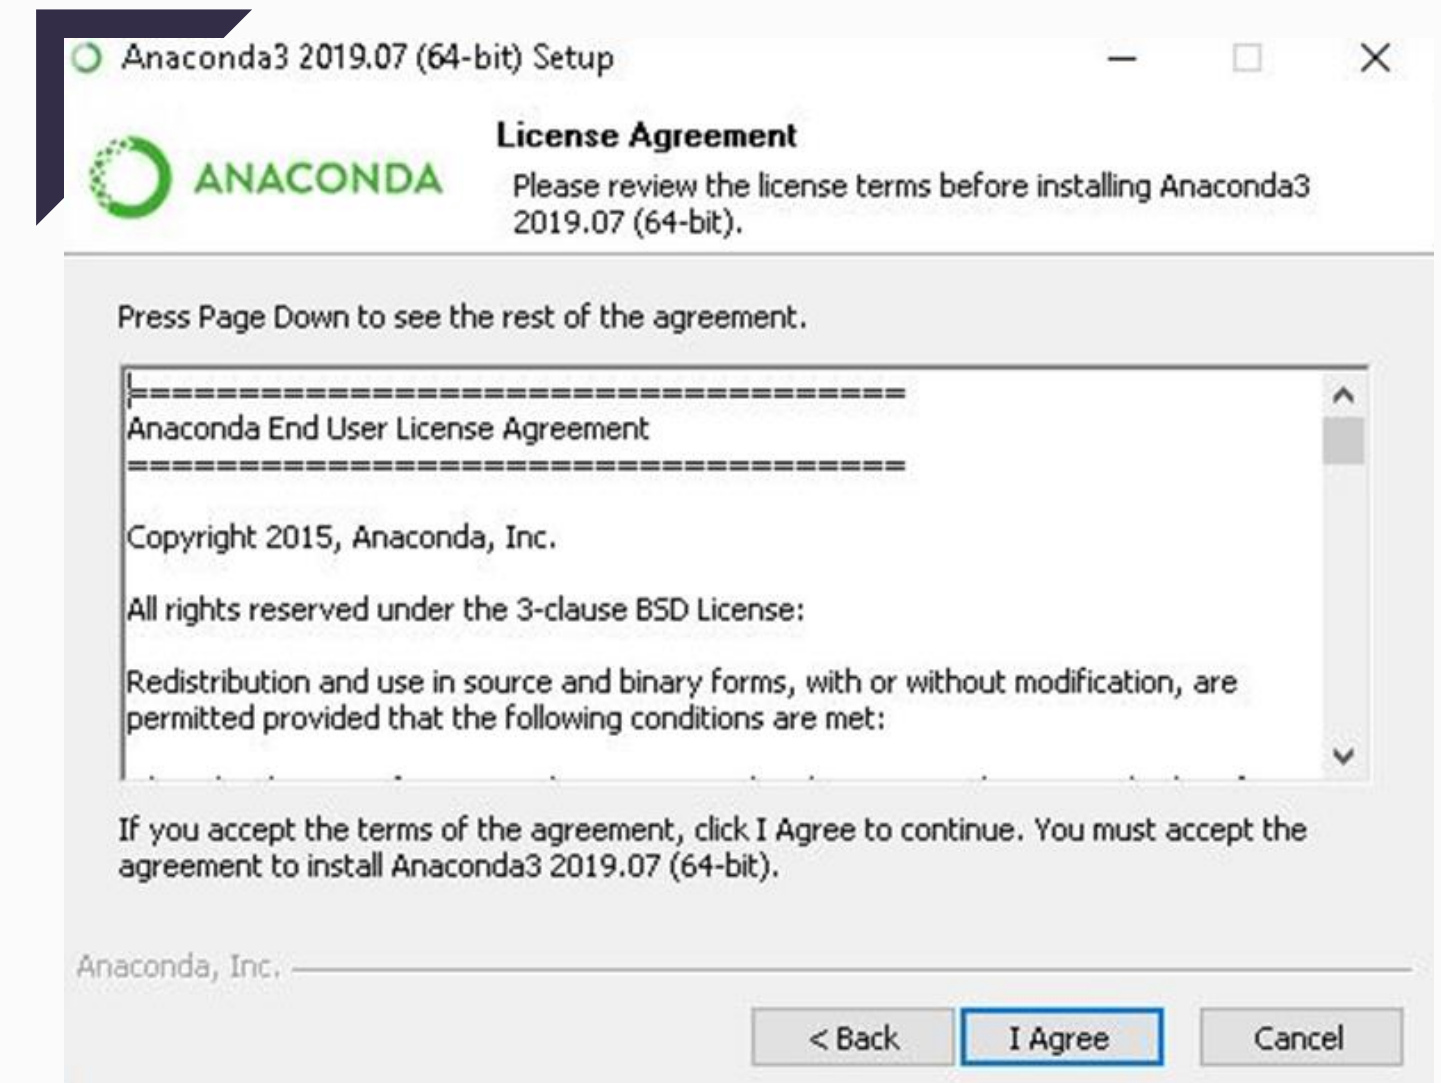 Anaconda3 2019.07 (64-bit) Setup
ANACONDA
License Agreement
Please review the license terms before installing Anaconda3
2019.07 (64-bit).
Press Page Down to see the rest of the agreement.
===================================
Anaconda End User License Agreement
===================================
Copyright 2015, Anaconda, Inc.
All rights reserved under the 3-clause BSD License:
Redistribution and use in source and binary forms, with or without modification, are
permitted provided that the following conditions are met:
If you accept the terms of the agreement, click I Agree to continue. You must accept the
agreement to install Anaconda3 2019.07 (64-bit).
Anaconda, Inc.
< Back
I Agree
Cancel